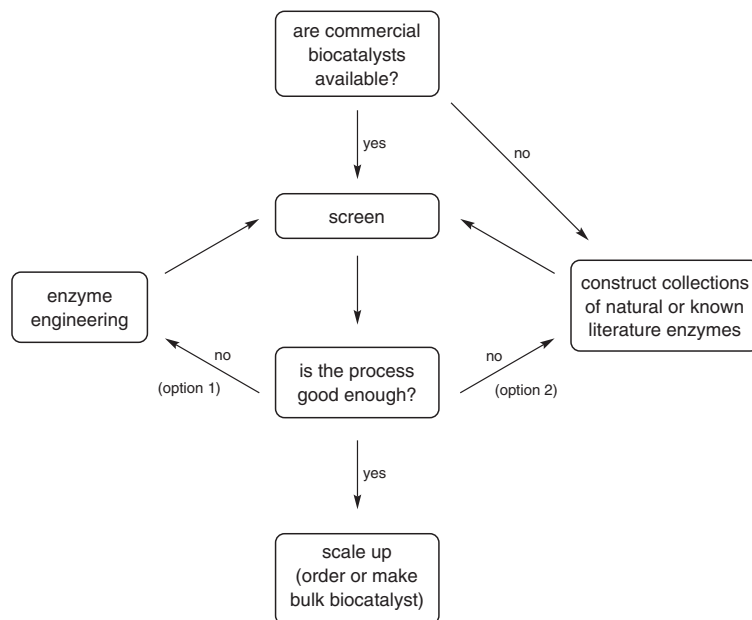 are commercial
biocatalysts
available?
yes
no
screen
enzyme
engineering
construct collections
of natural or known
literature enzymes
no
(option 1)
is the process
good enough?
no
(option 2)
yes
scale up
(order or make
bulk biocatalyst)